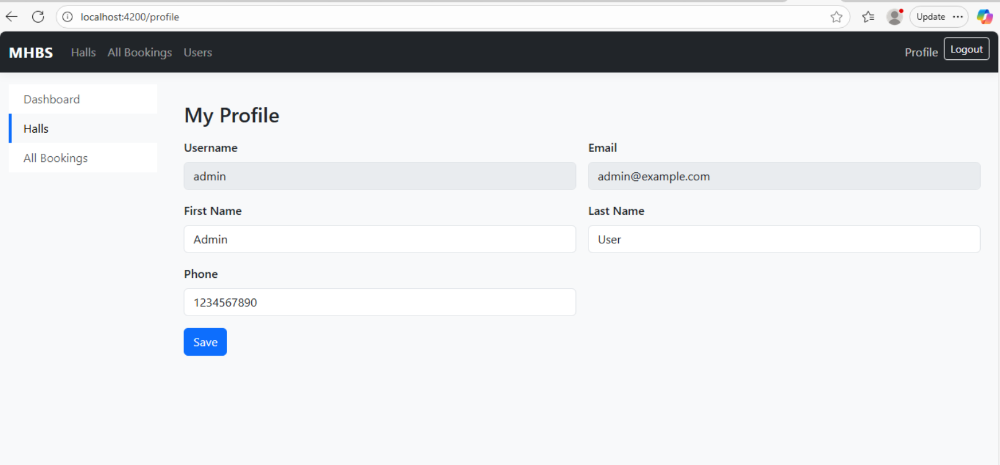 localhost:4200/profile
Update
MHBS Halls All Bookings Users Profile Logout
Dashboard
Halls
All Bookings
My Profile
Username Email
admin admin@example.com
First Name Last Name
Admin User
Phone
1234567890
Save